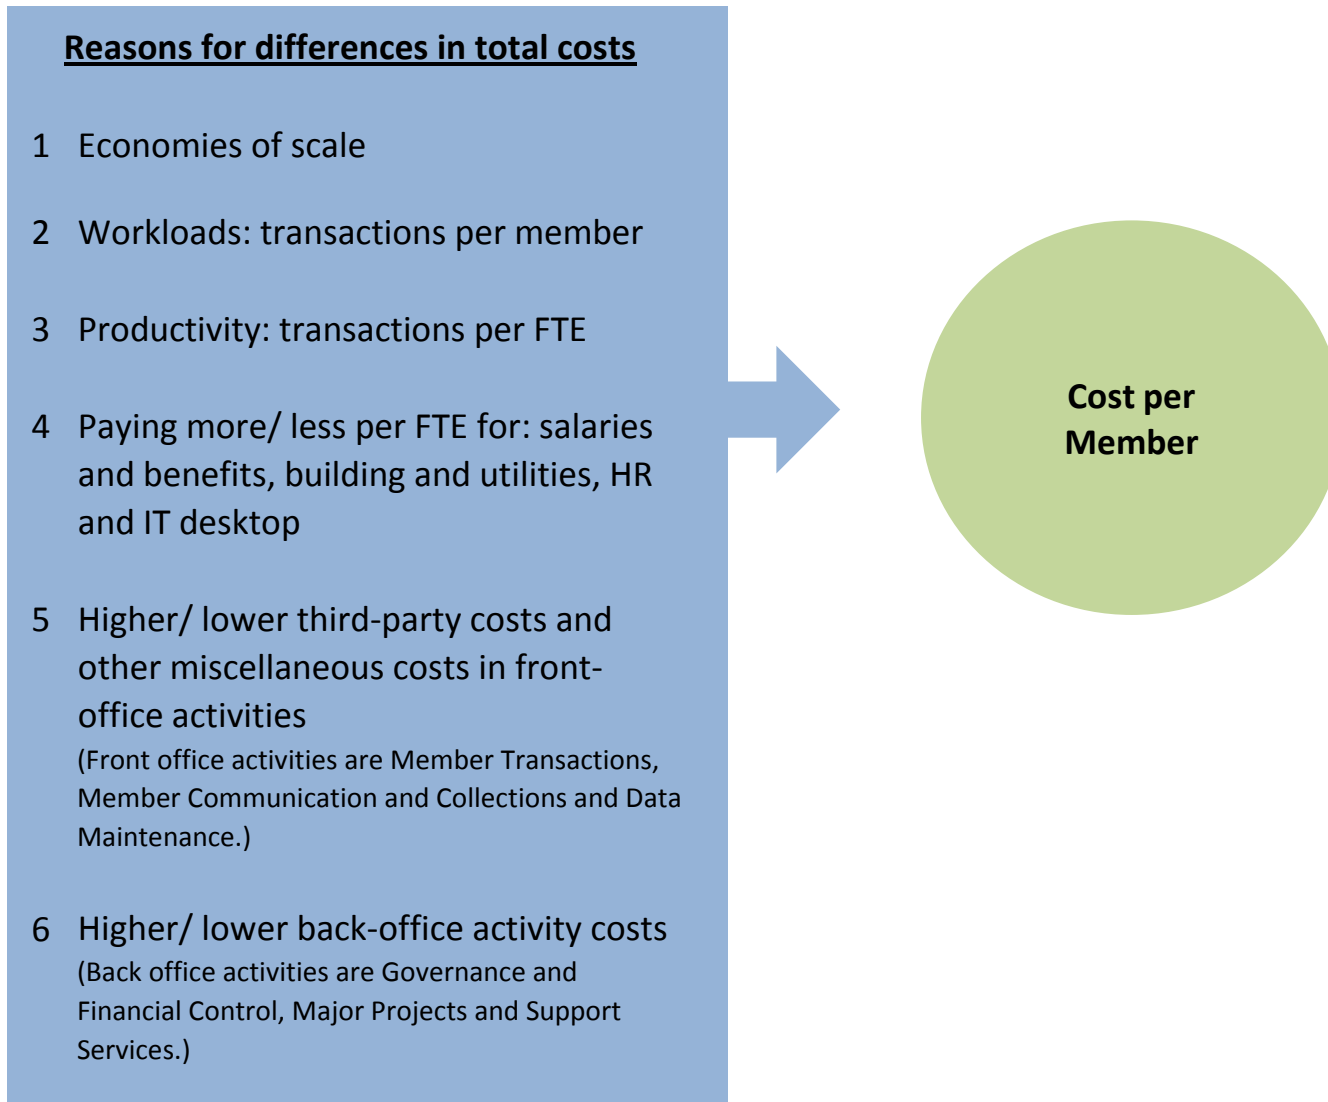 Reasons for differences in total costs
1 Economies of scale
2 Workloads: transactions per member
3 Productivity: transactions per FTE
4 Paying more/ less per FTE for: salaries
and benefits, building and utilities, HR
and IT desktop
5 Higher/ lower third-party costs and
other miscellaneous costs in front-
office activities
(Front office activities are Member Transactions,
Member Communication and Collections and Data
Maintenance.)
6 Higher/ lower back-office activity costs
(Back office activities are Governance and
Financial Control, Major Projects and Support
Services.)
Cost per
Member